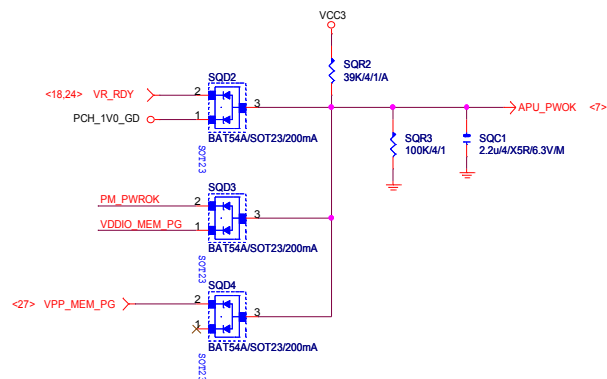 VCC3
SQR2
39K/4/1/A
SQD2
<18,24> VR_RDY
2
3
PCH_1V0_GD
1
APU_PWOK <7>
BAT54A/SOT23/200mA
SOT23
SQR3
100K/4/1
SQC1
2.2u/4/X5R/6.3V/M
SQD3
PM_PWROK
2
3
VDDIO_MEM_PG
1
BAT54A/SOT23/200mA
SOT23
SQD4
<27> VPP_MEM_PG
2
3
1
BAT54A/SOT23/200mA
SOT23